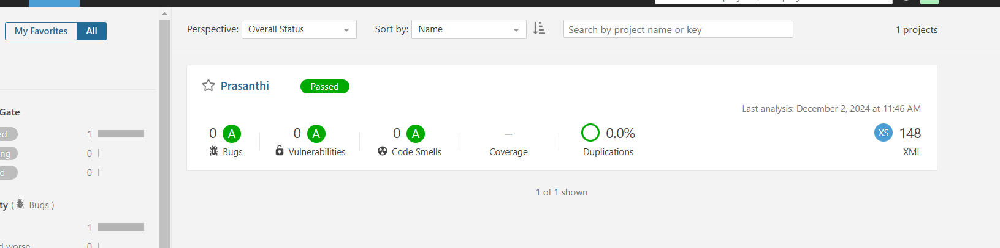 My Favorites All
Perspective: Overall Status Sort by: Name Search by project name or key 1 projects
Prasanthi Passed
Last analysis: December 2, 2024 at 11:46 AM
0 A 0 A 0 A – 0.0% XS 148
Bugs Vulnerabilities Code Smells Coverage Duplications XML
1 of 1 shown
Gate
ed 1
ng 0
d 0
ty ( Bugs )
1
d worse 0